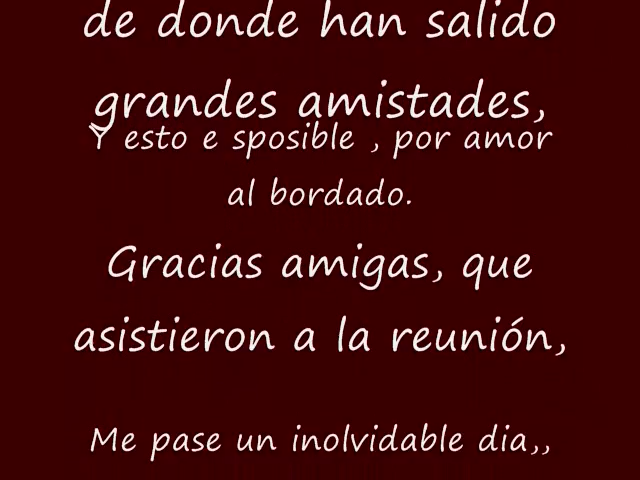 de donde han salido
grandes amistades,
Y esto e sposible , por amor
al bordado.
Gracias amigas, que
asistieron a la reunión,
Me pase un inolvidable dia,,